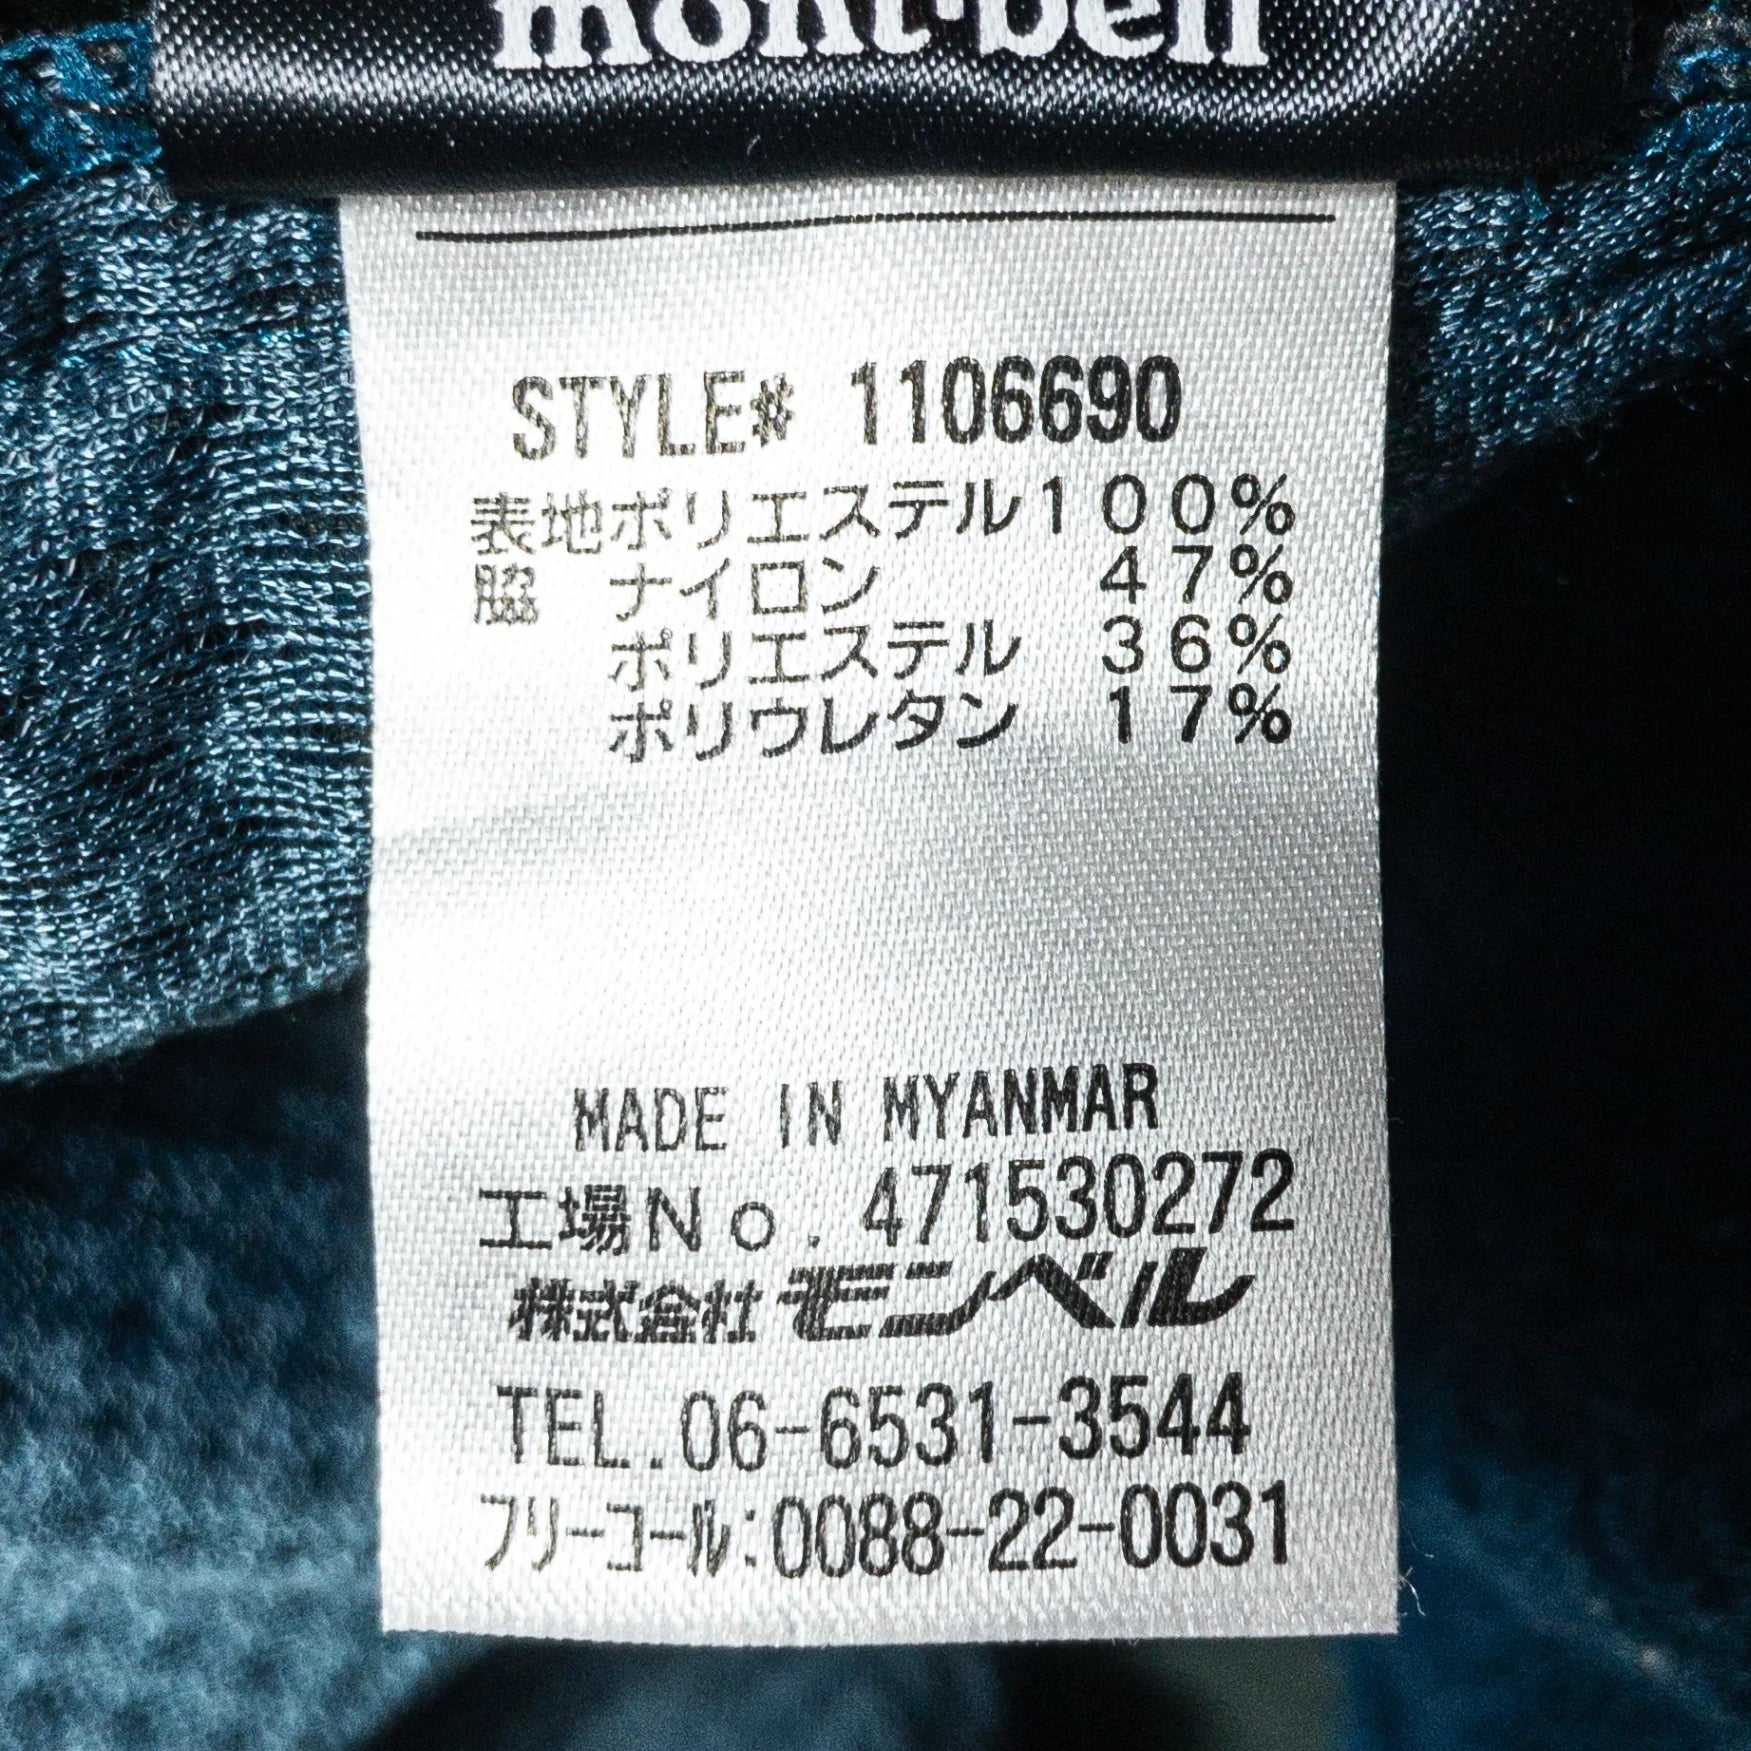 mont-bell
STYLE# 1106690
表地ポリエステル100%
脇 ナイロン 47%
ポリエステル 36%
ポリウレタン 17%
MADE IN MYANMAR
工場No. 471530272
株式会社モンベル
TEL.06-6531-3544
フリーコール:0088-22-0031